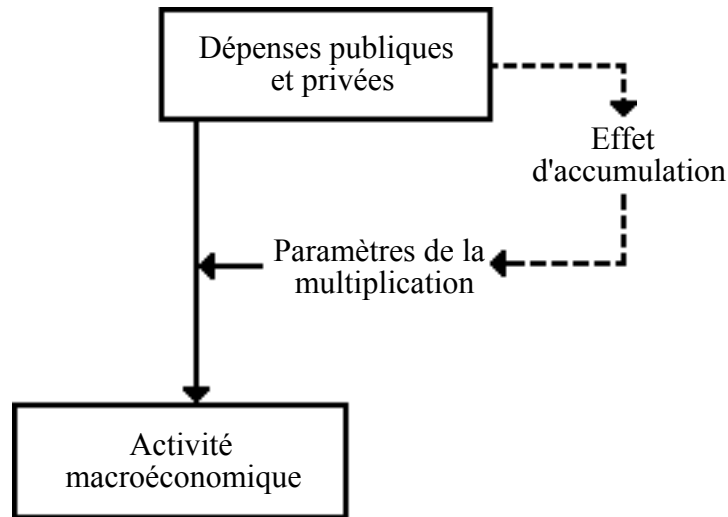 Dépenses publiques
et privées
Effet
d'accumulation
Paramètres de la
multiplication
Activité
macroéconomique